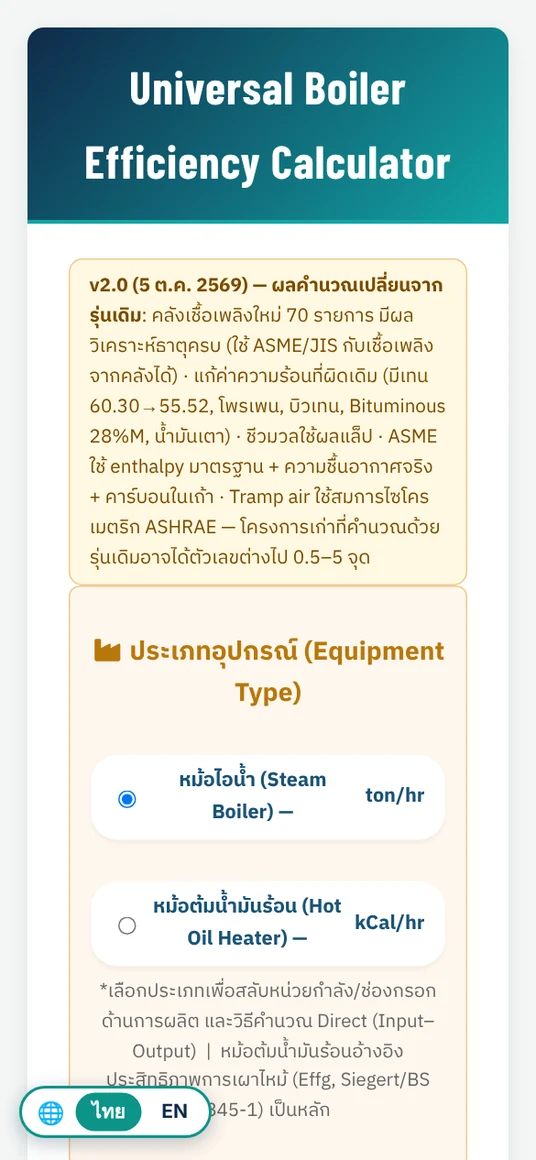 Universal Boiler
Efficiency Calculator
v2.0 (5 ต.ค. 2569) — ผลคำนวณเปลี่ยนจาก
รุ่นเดิม: คลังเชื้อเพลิงใหม่ 70 รายการ มีผล
วิเคราะห์ธาตุครบ (ใช้ ASME/JIS กับเชื้อเพลิง
จากคลังได้) · แก้ค่าความร้อนที่ผิดเดิม (มีเทน
60.30→55.52, โพรเพน, บิวเทน, Bituminous
28%M, น้ำมันเตา) · ชีวมวลใช้ผลแล็ป · ASME
ใช้ enthalpy มาตรฐาน + ความชื้นอากาศจริง
+ คาร์บอนในเถ้า · Tramp air ใช้สมการไซโคร
เมตริก ASHRAE — โครงการเก่าที่คำนวณด้วย
รุ่นเดิมอาจได้ตัวเลขต่างไป 0.5–5 จุด
ประเภทอุปกรณ์ (Equipment
Type)
หม้อไอน้ำ (Steam
Boiler) —
ton/hr
หม้อต้มน้ำมันร้อน (Hot
Oil Heater) —
kCal/hr
*เลือกประเภทเพื่อสลับหน่วยกำลัง/ช่องกรอก
ด้านการผลิต และวิธีคำนวณ Direct (Input–
Output) | หม้อต้มน้ำมันร้อนอ้างอิง
ประสิทธิภาพการเผาไหม้ (Effg, Siegert/BS
845-1) เป็นหลัก
ไทย EN